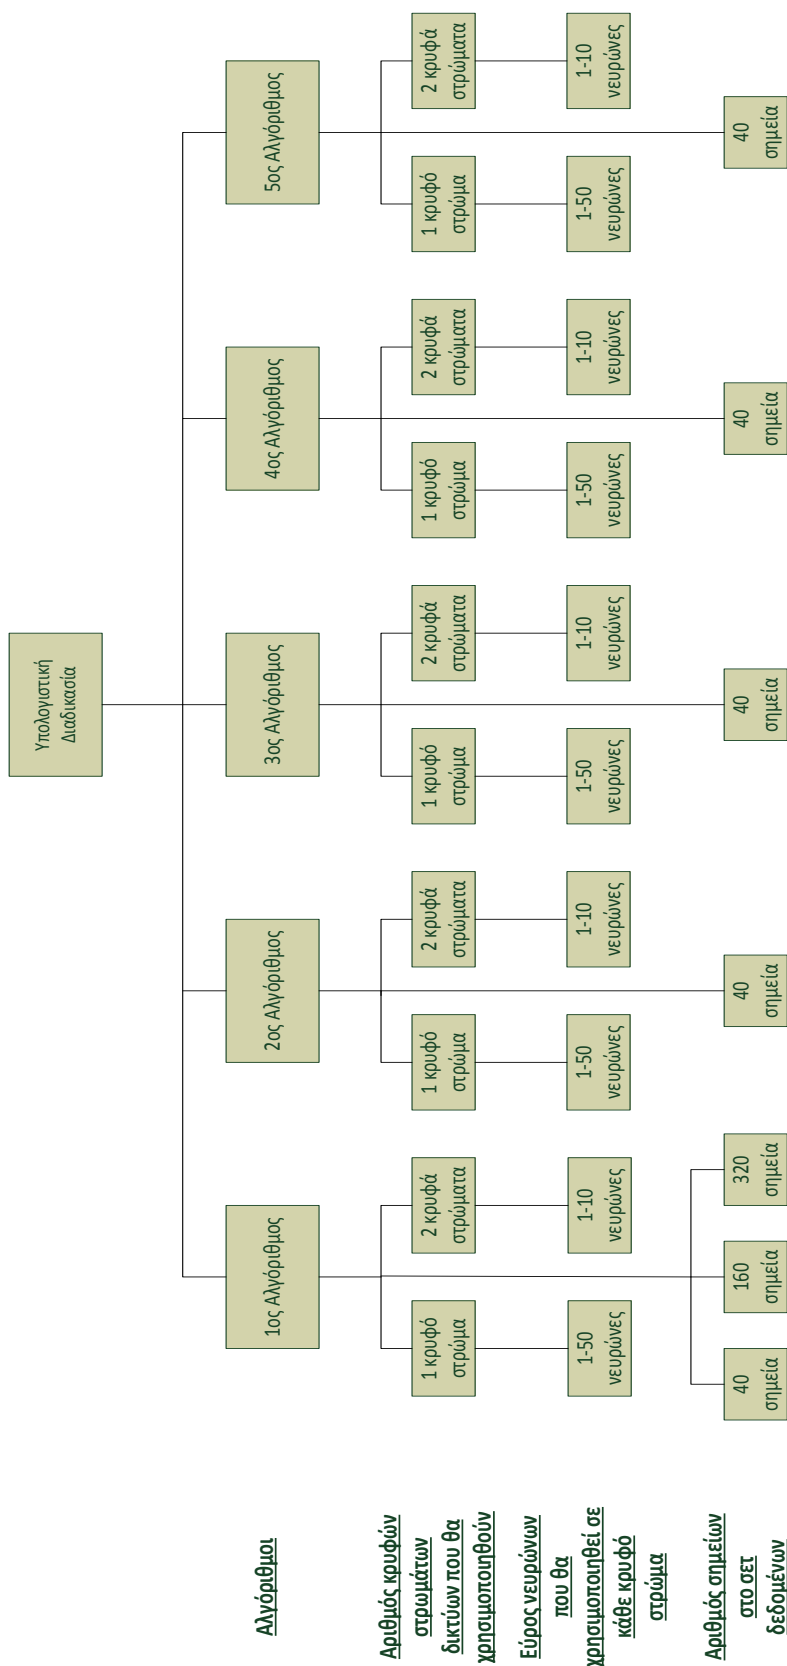 Υπολογιστική
Διαδικασία
Αλγόριθμοι
1ος Αλγόριθμος
2ος Αλγόριθμος
3ος Αλγόριθμος
4ος Αλγόριθμος
5ος Αλγόριθμος
Αριθμός κρυφών
στρωμάτων
δικτύων που θα
χρησιμοποιηθούν
1 κρυφό
στρώμα
2 κρυφά
στρώματα
1 κρυφό
στρώμα
2 κρυφά
στρώματα
1 κρυφό
στρώμα
2 κρυφά
στρώματα
1 κρυφό
στρώμα
2 κρυφά
στρώματα
1 κρυφό
στρώμα
2 κρυφά
στρώματα
Εύρος νευρώνων
που θα
χρησιμοποιηθεί σε
κάθε κρυφό
στρώμα
1-50
νευρώνες
1-10
νευρώνες
1-50
νευρώνες
1-10
νευρώνες
1-50
νευρώνες
1-10
νευρώνες
1-50
νευρώνες
1-10
νευρώνες
1-50
νευρώνες
1-10
νευρώνες
Αριθμός σημείων
στο σετ
δεδομένων
40
σημεία
160
σημεία
320
σημεία
40
σημεία
40
σημεία
40
σημεία
40
σημεία